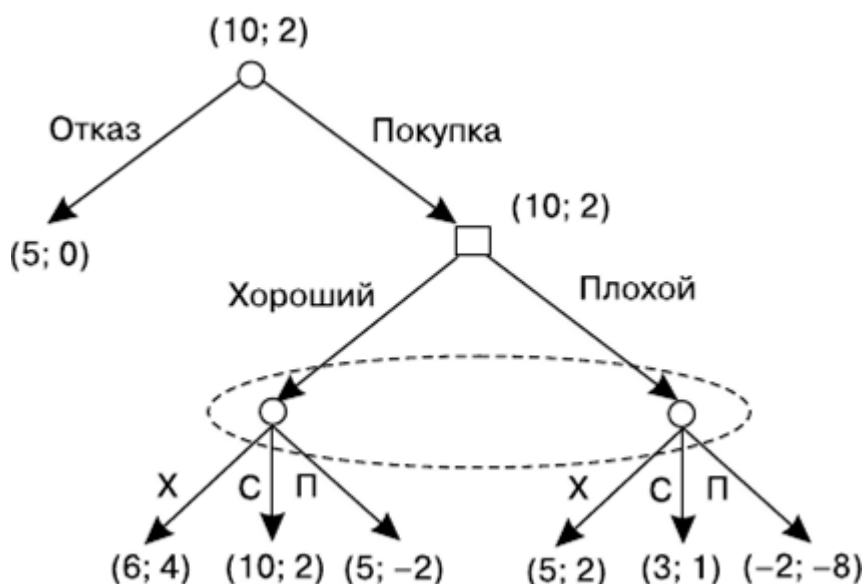 (10; 2)
Отказ
Покупка
(5; 0)
(10; 2)
Хороший
Плохой
Х С П
Х С П
(6; 4) (10; 2) (5; −2)
(5; 2) (3; 1) (−2; −8)